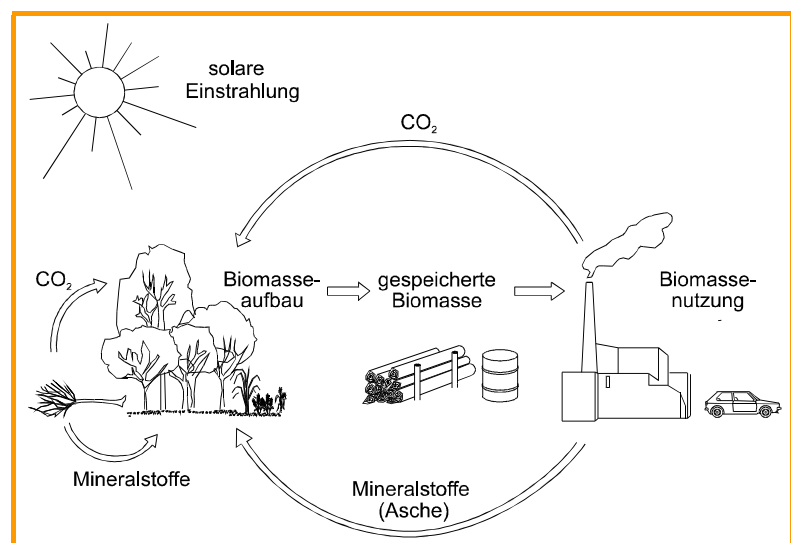 solare
Einstrahlung
CO₂
CO₂
Biomasse-
aufbau
gespeicherte
Biomasse
Biomasse-
nutzung
Mineralstoffe
Mineralstoffe
(Asche)